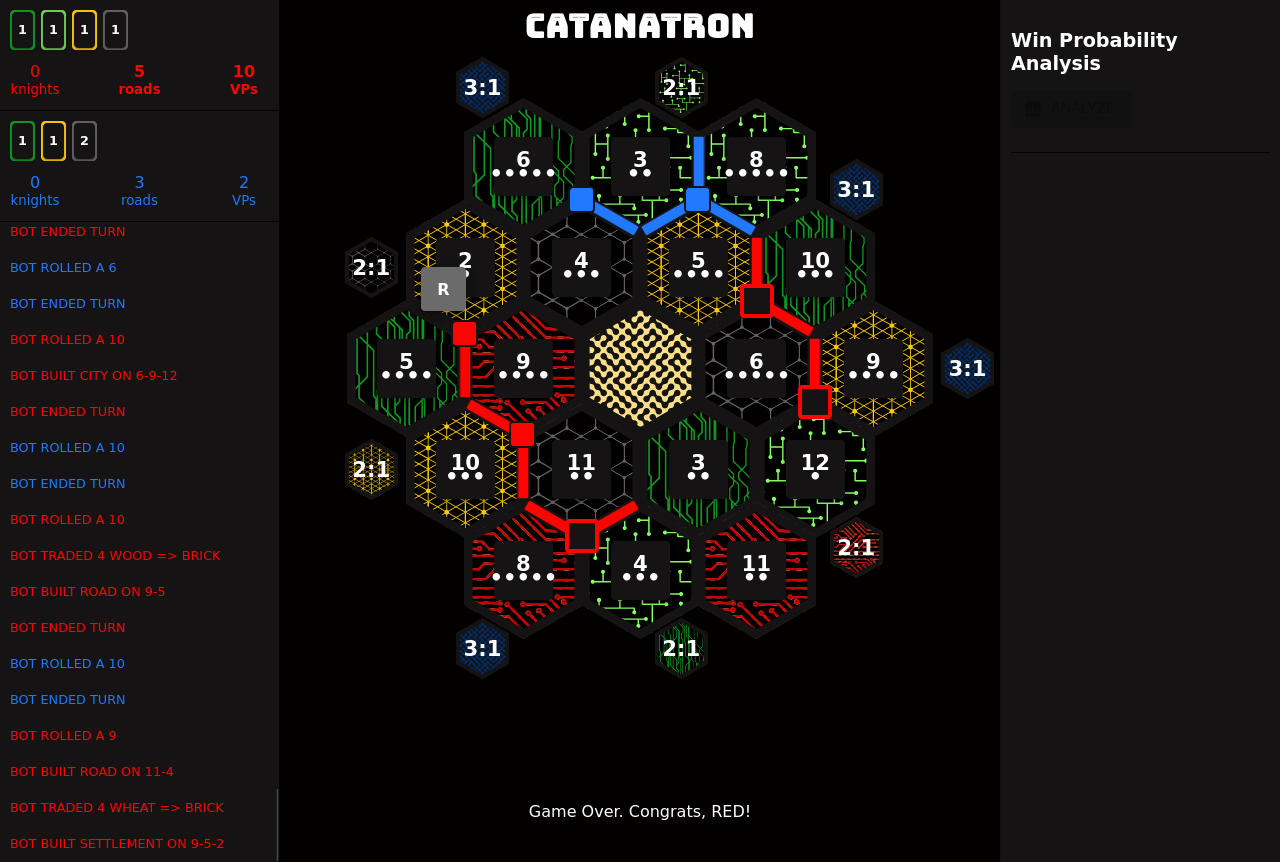 CATANATRON
1 1 1 1
0 5 10
knights roads VPs
1 1 2
0 3 2
knights roads VPs
BOT ENDED TURN
BOT ROLLED A 6
BOT ENDED TURN
BOT ROLLED A 10
BOT BUILT CITY ON 6-9-12
BOT ENDED TURN
BOT ROLLED A 10
BOT ENDED TURN
BOT ROLLED A 10
BOT TRADED 4 WOOD => BRICK
BOT BUILT ROAD ON 9-5
BOT ENDED TURN
BOT ROLLED A 10
BOT ENDED TURN
BOT ROLLED A 9
BOT BUILT ROAD ON 11-4
BOT TRADED 4 WHEAT => BRICK
BOT BUILT SETTLEMENT ON 9-5-2
3:1 2:1
6 3 8
3:1
2:1 2 4 5 10
R
5 9 6 9 3:1
2:1 10 11 3 12
2:1
8 4 11
3:1 2:1
Game Over. Congrats, RED!
Win Probability
Analysis
ANALYZE